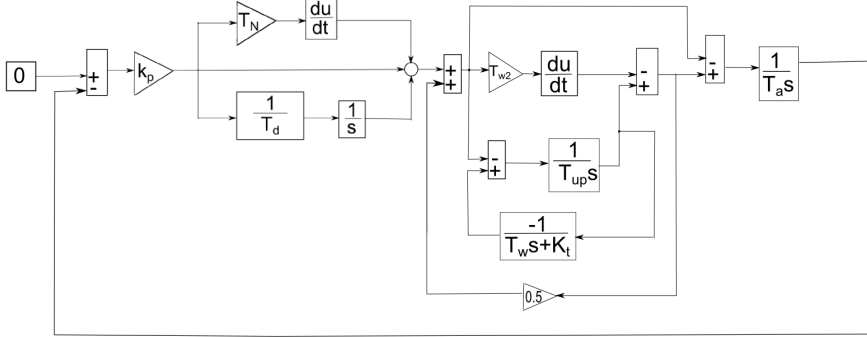 T_N
du
dt
0
+
-
k_p
1
T_d
1
s
+
+
T_w2
du
dt
-
+
-
+
1
T_a s
-
+
1
T_up s
-1
T_w s+K_t
0.5